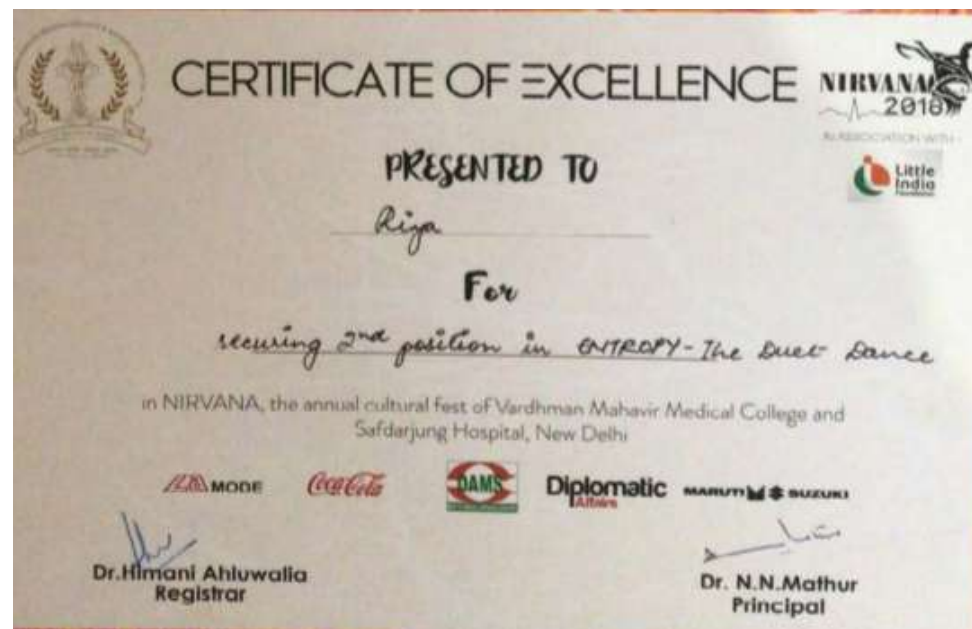 CERTIFICATE OF EXCELLENCE
NIRVANA
2018
IN ASSOCIATION WITH
Little
India
PRESENTED TO
Riza
For
securing 2nd position in ENTROPY - The Duet Dance
in NIRVANA, the annual cultural fest of Vardhman Mahavir Medical College and
Safdarjung Hospital, New Delhi
MODE
Coca Cola
DAMS
Diplomatic
Affairs
MARUTI SUZUKI
Dr.Himani Ahluwalia
Registrar
Dr. N.N.Mathur
Principal